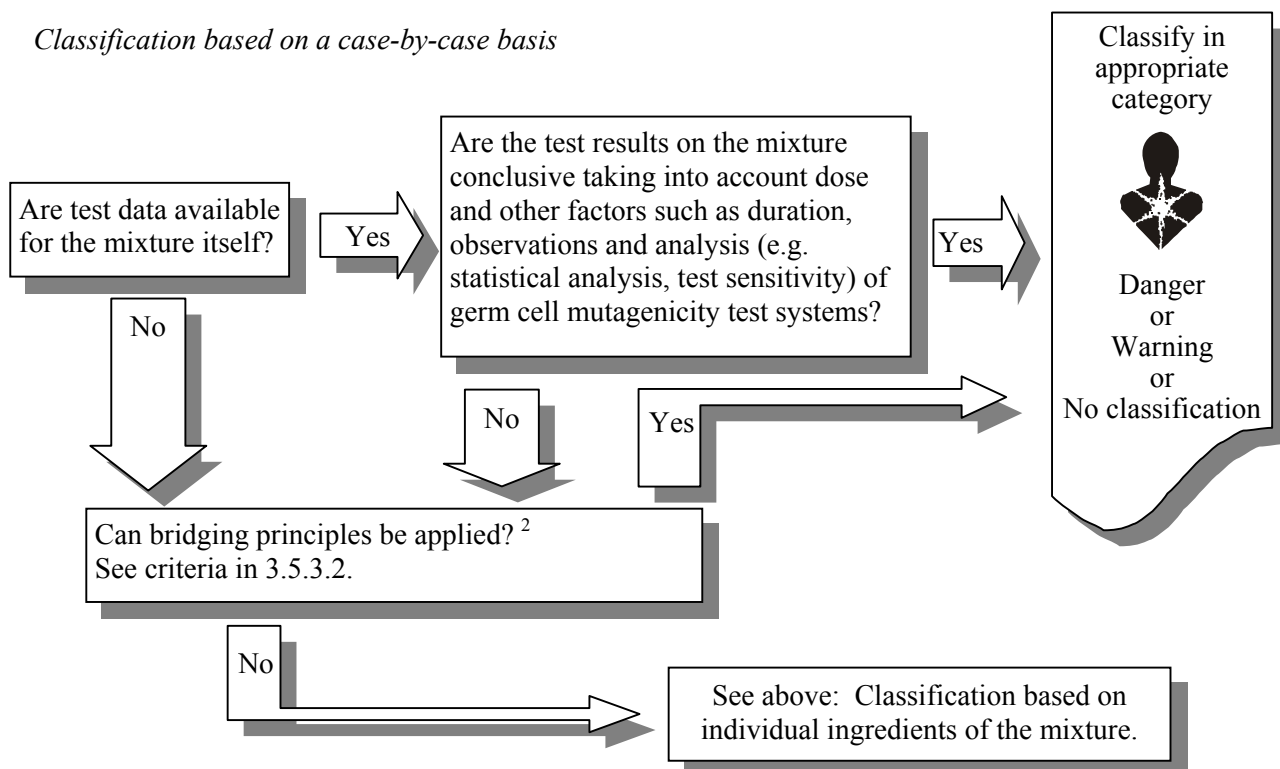 Classification based on a case-by-case basis
Are test data available
for the mixture itself?
Yes
Are the test results on the mixture
conclusive taking into account dose
and other factors such as duration,
observations and analysis (e.g.
statistical analysis, test sensitivity) of
germ cell mutagenicity test systems?
Yes
Classify in
appropriate
category
Danger
or
Warning
or
No classification
No
No
Yes
Can bridging principles be applied? 2
See criteria in 3.5.3.2.
No
See above: Classification based on
individual ingredients of the mixture.